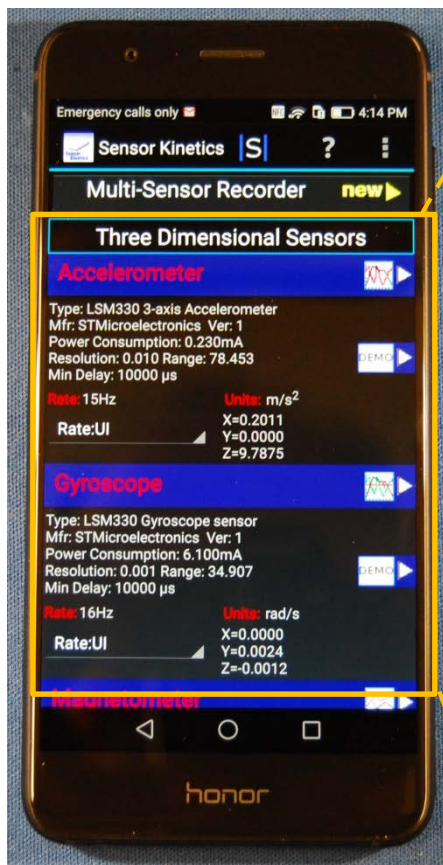 Emergency calls only NFC 4:14 PM
Sensor Kinetics |S| ?
Multi-Sensor Recorder new
Three Dimensional Sensors
Accelerometer
Type: LSM330 3-axis Accelerometer
Mfr: STMicroelectronics Ver: 1
Power Consumption: 0.230mA
Resolution: 0.010 Range: 78.453
DEMO
Min Delay: 10000 µs
Rate: 15Hz Units: m/s²
Rate:UI
X=0.2011
Y=0.0000
Z=9.7875
Gyroscope
Type: LSM330 Gyroscope sensor
Mfr: STMicroelectronics Ver: 1
Power Consumption: 6.100mA
Resolution: 0.001 Range: 34.907
DEMO
Min Delay: 10000 µs
Rate: 16Hz Units: rad/s
Rate:UI
X=0.0000
Y=0.0024
Z=-0.0012
Magnetometer
honor